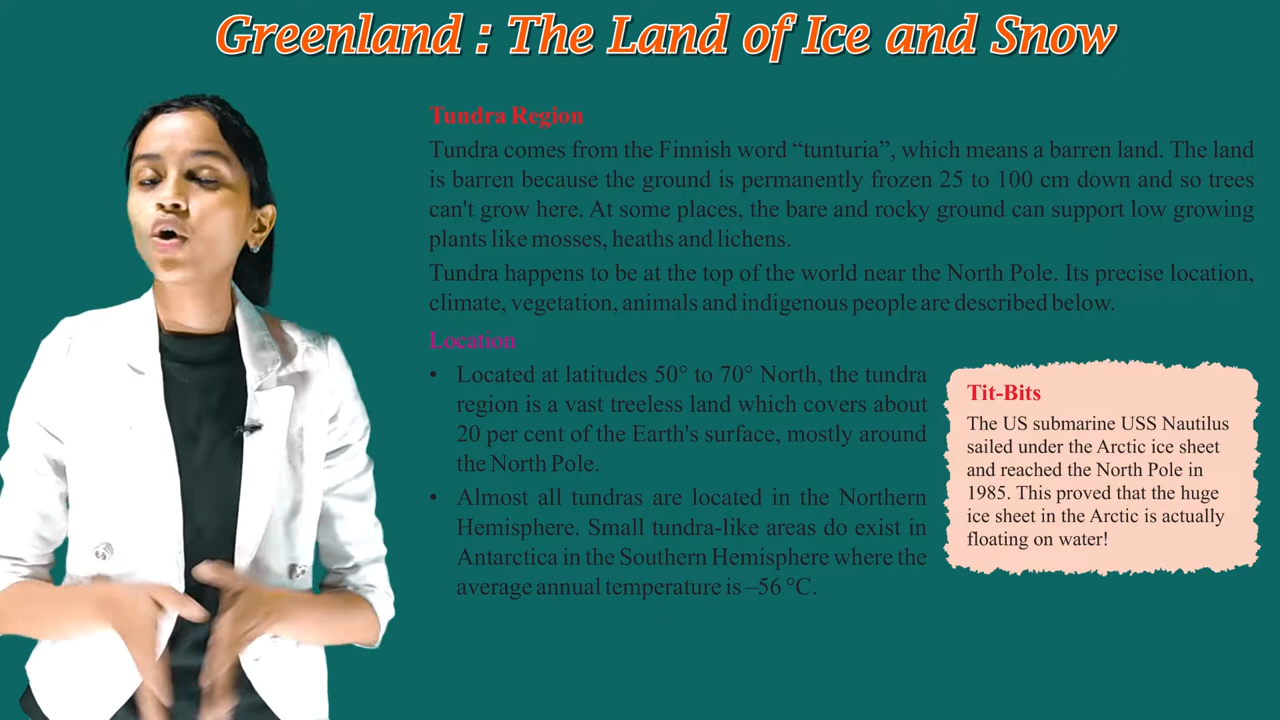 Greenland : The Land of Ice and Snow
Tundra Region
Tundra comes from the Finnish word “tunturia”, which means a barren land. The land
is barren because the ground is permanently frozen 25 to 100 cm down and so trees
can't grow here. At some places, the bare and rocky ground can support low growing
plants like mosses, heaths and lichens.
Tundra happens to be at the top of the world near the North Pole. Its precise location,
climate, vegetation, animals and indigenous people are described below.
Location
• Located at latitudes 50° to 70° North, the tundra
region is a vast treeless land which covers about
20 per cent of the Earth's surface, mostly around
the North Pole.
• Almost all tundras are located in the Northern
Hemisphere. Small tundra-like areas do exist in
Antarctica in the Southern Hemisphere where the
average annual temperature is –56 °C.
Tit-Bits
The US submarine USS Nautilus
sailed under the Arctic ice sheet
and reached the North Pole in
1985. This proved that the huge
ice sheet in the Arctic is actually
floating on water!